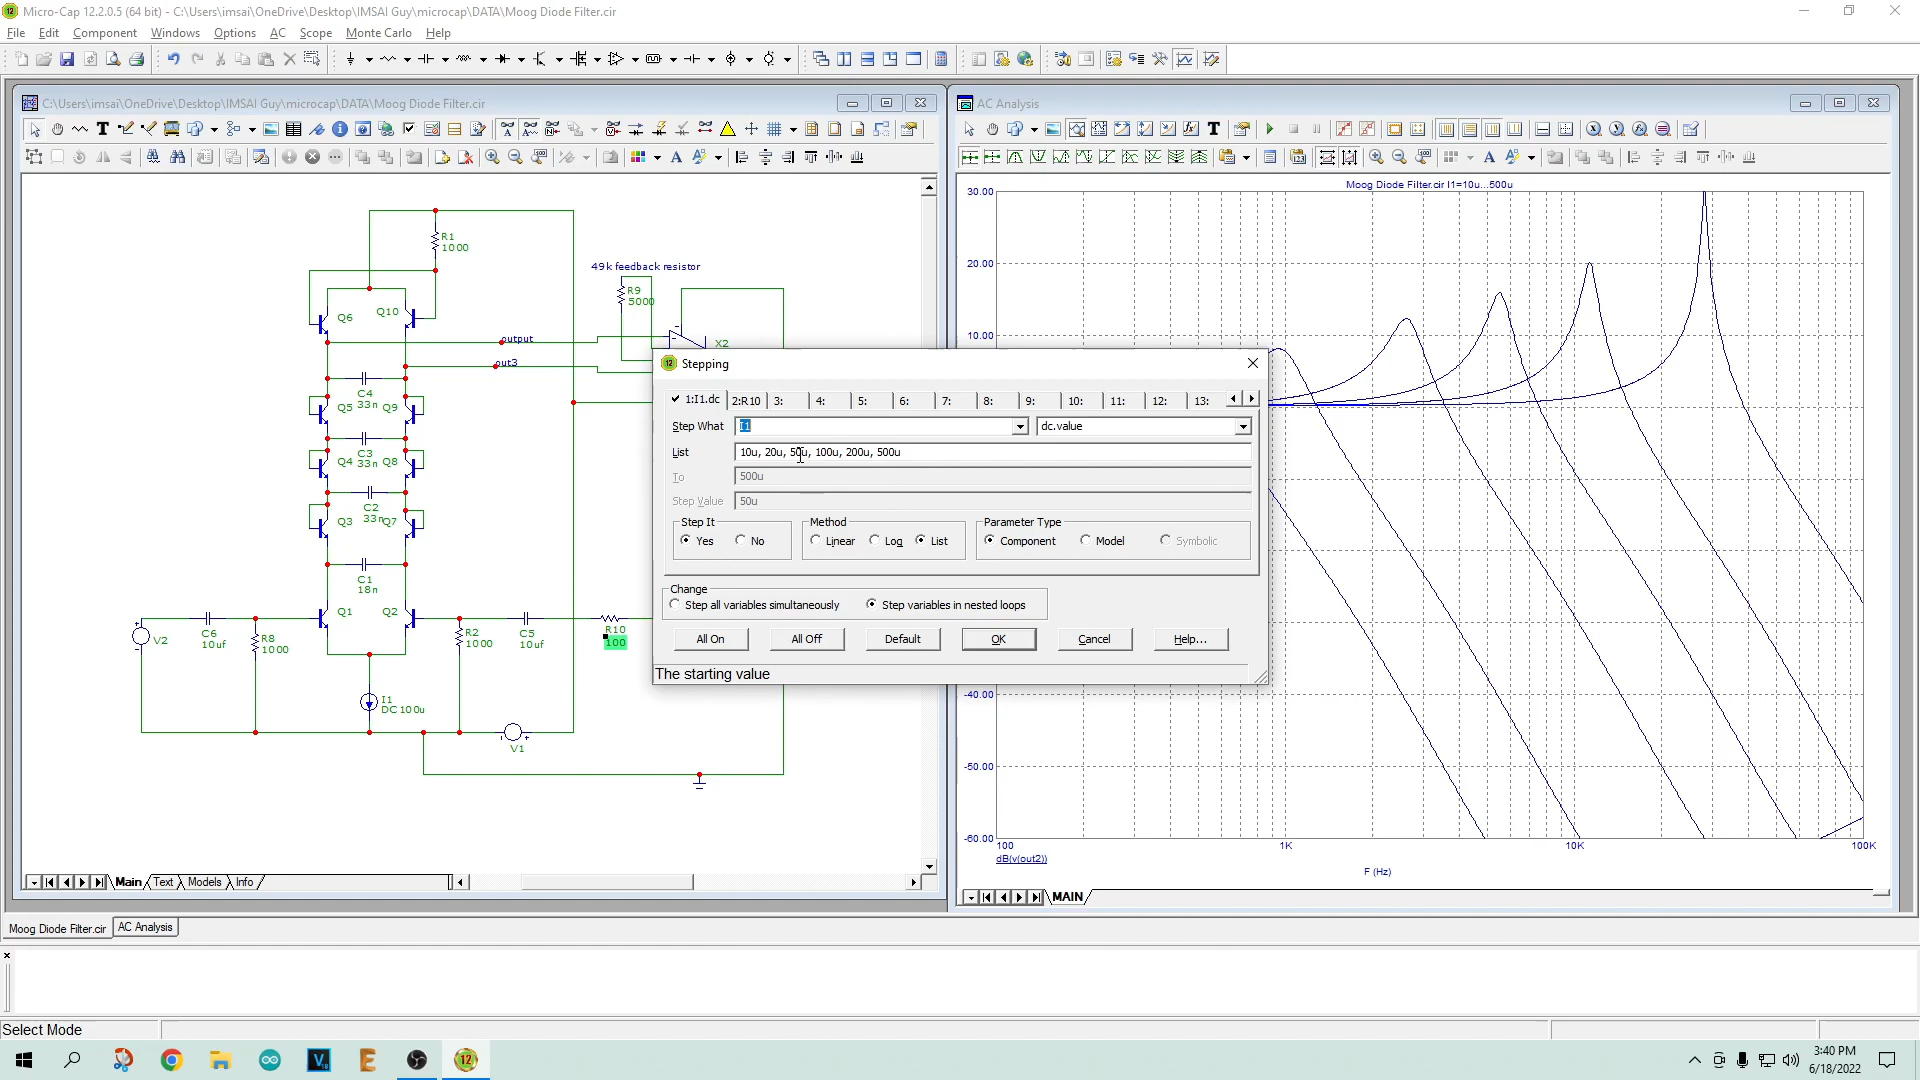 Micro-Cap 12.2.0.5 (64 bit) - C:\Users\imsai\OneDrive\Desktop\IMSAI Guy\microcap\DATA\Moog Diode Filter.cir
File Edit Component Windows Options AC Scope Monte Carlo Help
C:\Users\imsai\OneDrive\Desktop\IMSAI Guy\microcap\DATA\Moog Diode Filter.cir
R1
1000
49k feedback resistor
R9
5000
Q6
Q10
output
X2
out3
C4
33n
Q5
Q9
C3
33n
Q4
Q8
C2
33n
Q3
Q7
C1
18n
Q1
Q2
V2
C6
10uf
R8
1000
R2
1000
C5
10uf
R10
100
I1
DC 100u
V1
Main Text Models Info
AC Analysis
Moog Diode Filter.cir I1=10u...500u
30.00
20.00
10.00
-40.00
-50.00
-60.00
100 1K 10K 100K
dB(v(out2))
F (Hz)
MAIN
12 Stepping
1:I1.dc 2:R10 3: 4: 5: 6: 7: 8: 9: 10: 11: 12: 13:
Step What I1 dc.value
List 10u, 20u, 50u, 100u, 200u, 500u
To 500u
Step Value 50u
Step It
Yes No
Method
Linear Log List
Parameter Type
Component Model Symbolic
Change
Step all variables simultaneously Step variables in nested loops
All On All Off Default OK Cancel Help...
The starting value
Moog Diode Filter.cir AC Analysis
Select Mode
3:40 PM
6/18/2022